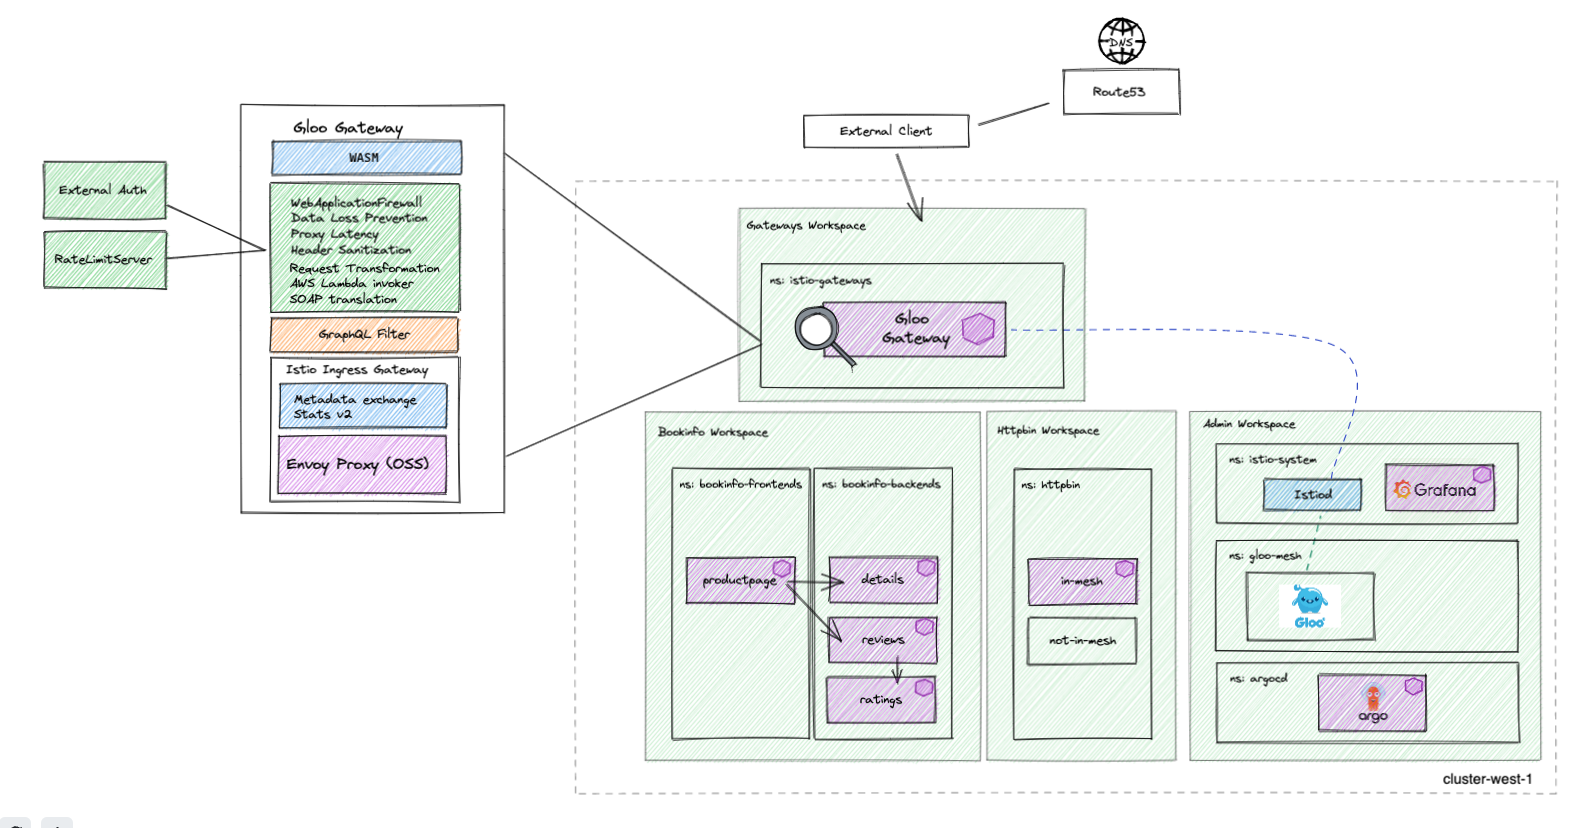 DNS
Route53
External Client
Gloo Gateway
WASM
External Auth
RateLimitServer
WebApplicationFirewall
Data Loss Prevention
Proxy Latency
Header Sanitization
Request Transformation
AWS Lambda invoker
SOAP translation
GraphQL Filter
Istio Ingress Gateway
Metadata exchange
Stats v2
Envoy Proxy (OSS)
Gateways Workspace
ns: istio-gateways
Gloo
Gateway
Bookinfo Workspace
ns: bookinfo-frontends
productpage
ns: bookinfo-backends
details
reviews
ratings
Httpbin Workspace
ns: httpbin
in-mesh
not-in-mesh
Admin Workspace
ns: istio-system
Istiod
Grafana
ns: gloo-mesh
Gloo
ns: argocd
argo
cluster-west-1